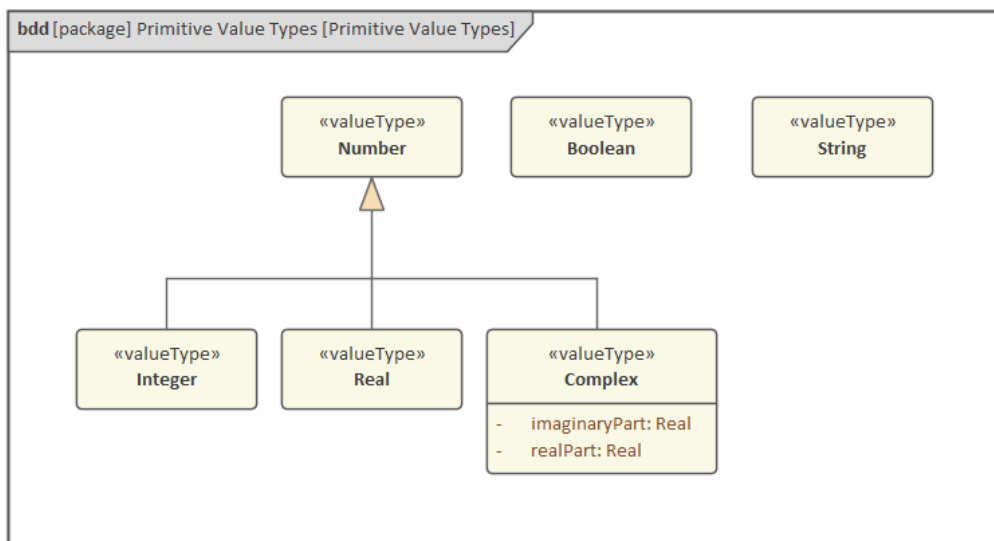 bdd [package] Primitive Value Types [Primitive Value Types]
«valueType»
Number
«valueType»
Boolean
«valueType»
String
«valueType»
Integer
«valueType»
Real
«valueType»
Complex
- imaginaryPart: Real
- realPart: Real